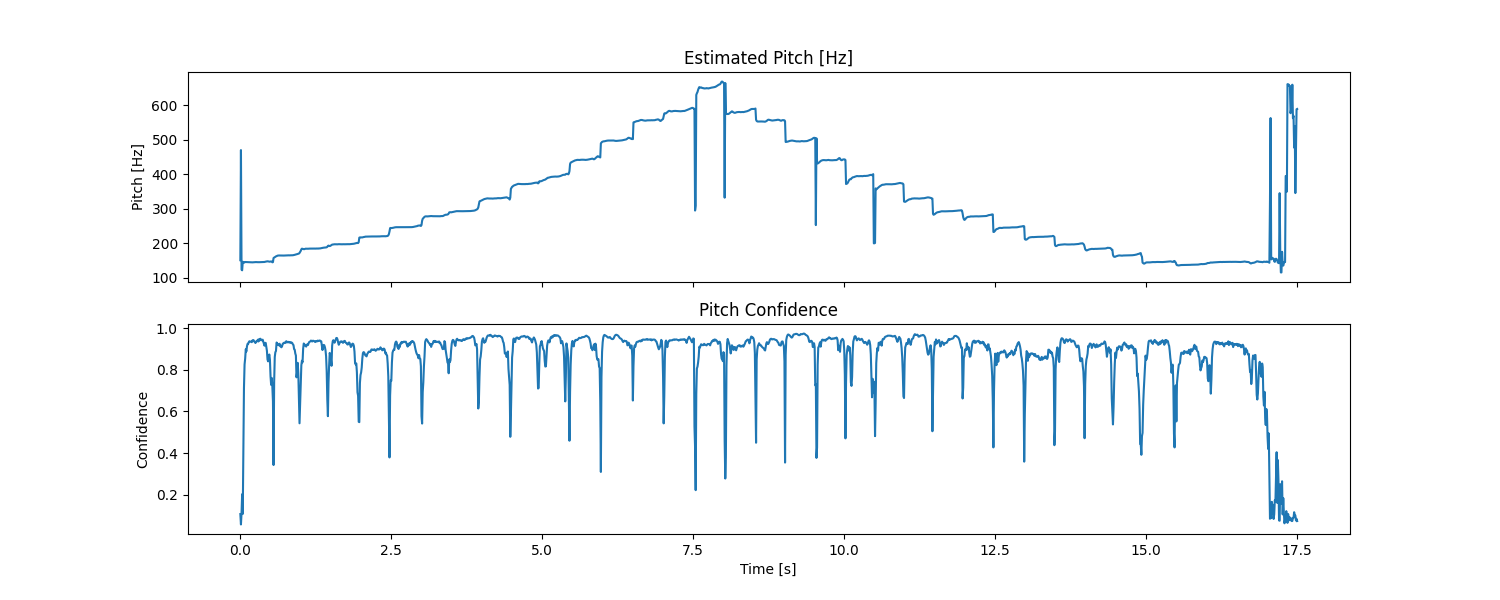 Estimated Pitch [Hz]
600
500
400
300
200
100
Pitch [Hz]
Pitch Confidence
1.0
0.8
0.6
0.4
0.2
Confidence
0.0 2.5 5.0 7.5 10.0 12.5 15.0 17.5
Time [s]